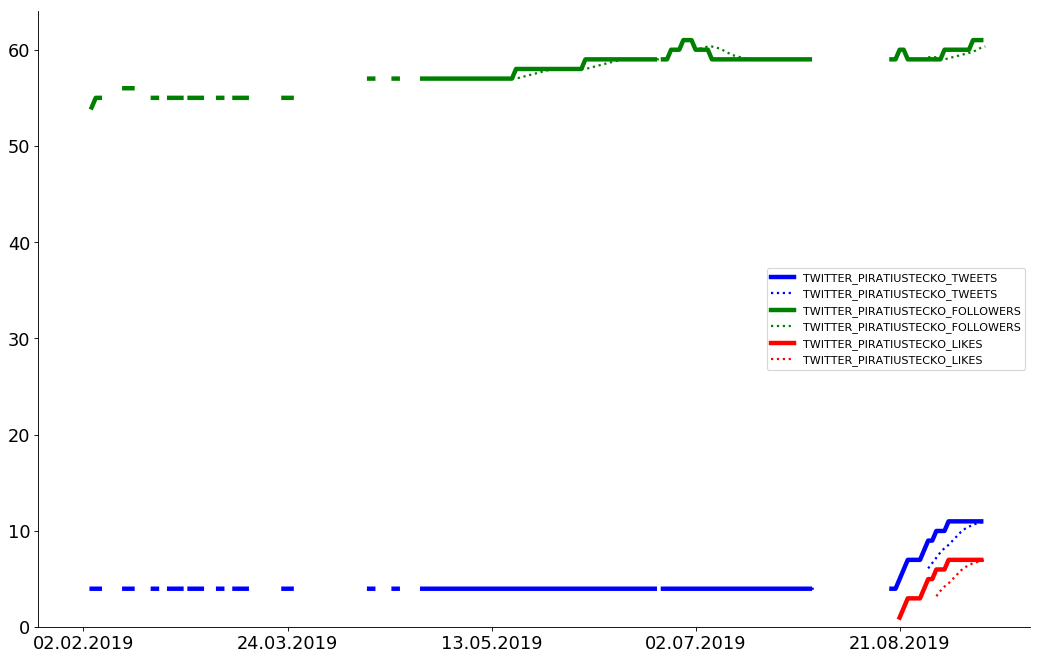 60
50
40
30
20
10
0
TWITTER_PIRATIUSTECKO_TWEETS
TWITTER_PIRATIUSTECKO_TWEETS
TWITTER_PIRATIUSTECKO_FOLLOWERS
TWITTER_PIRATIUSTECKO_FOLLOWERS
TWITTER_PIRATIUSTECKO_LIKES
TWITTER_PIRATIUSTECKO_LIKES
02.02.2019 24.03.2019 13.05.2019 02.07.2019 21.08.2019